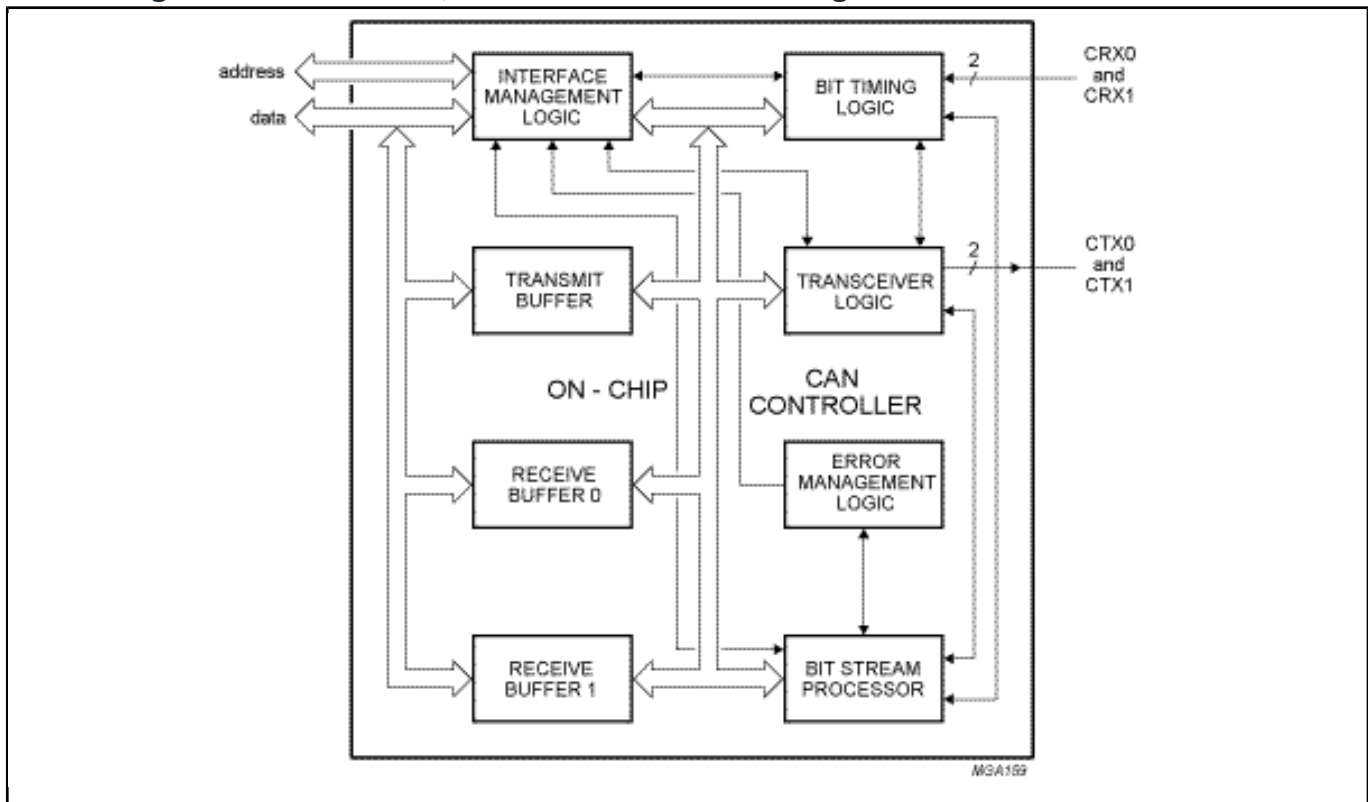 address
data
INTERFACE
MANAGEMENT
LOGIC
BIT TIMING
LOGIC
2
CRX0
and
CRX1
TRANSMIT
BUFFER
TRANSCEIVER
LOGIC
2
CTX0
and
CTX1
ON - CHIP
CAN
CONTROLLER
RECEIVE
BUFFER 0
ERROR
MANAGEMENT
LOGIC
RECEIVE
BUFFER 1
BIT STREAM
PROCESSOR
MGA159